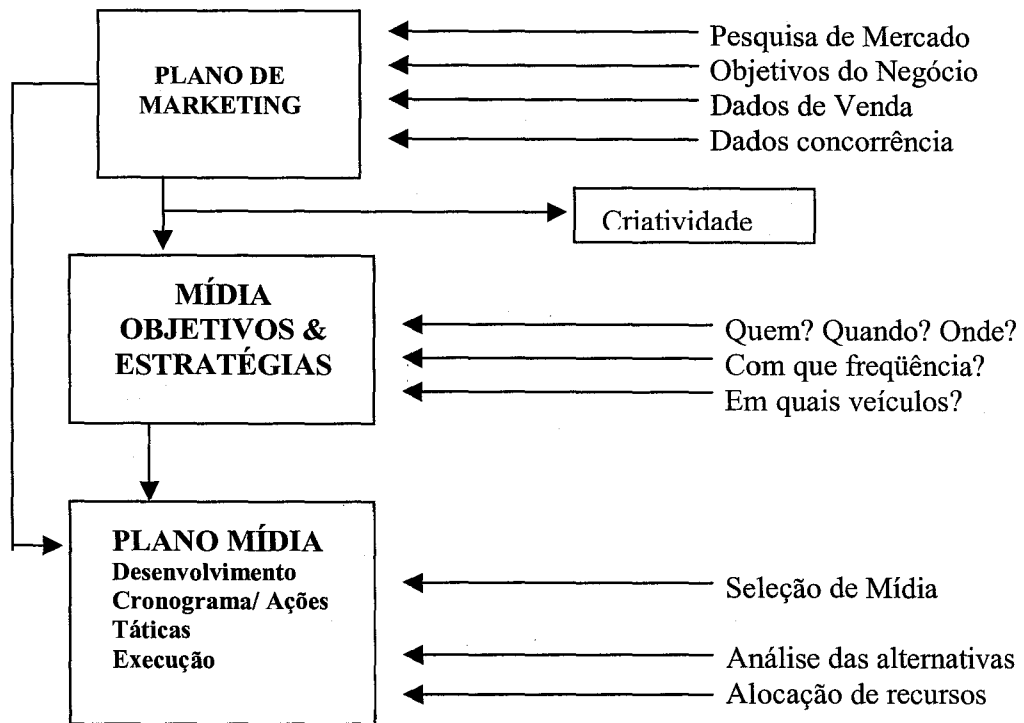 PLANO DE
MARKETING
Pesquisa de Mercado
Objetivos do Negócio
Dados de Venda
Dados concorrência
Criatividade
MÍDIA
OBJETIVOS &
ESTRATÉGIAS
Quem? Quando? Onde?
Com que freqüência?
Em quais veículos?
PLANO MÍDIA
Desenvolvimento
Cronograma/ Ações
Táticas
Execução
Seleção de Mídia
Análise das alternativas
Alocação de recursos